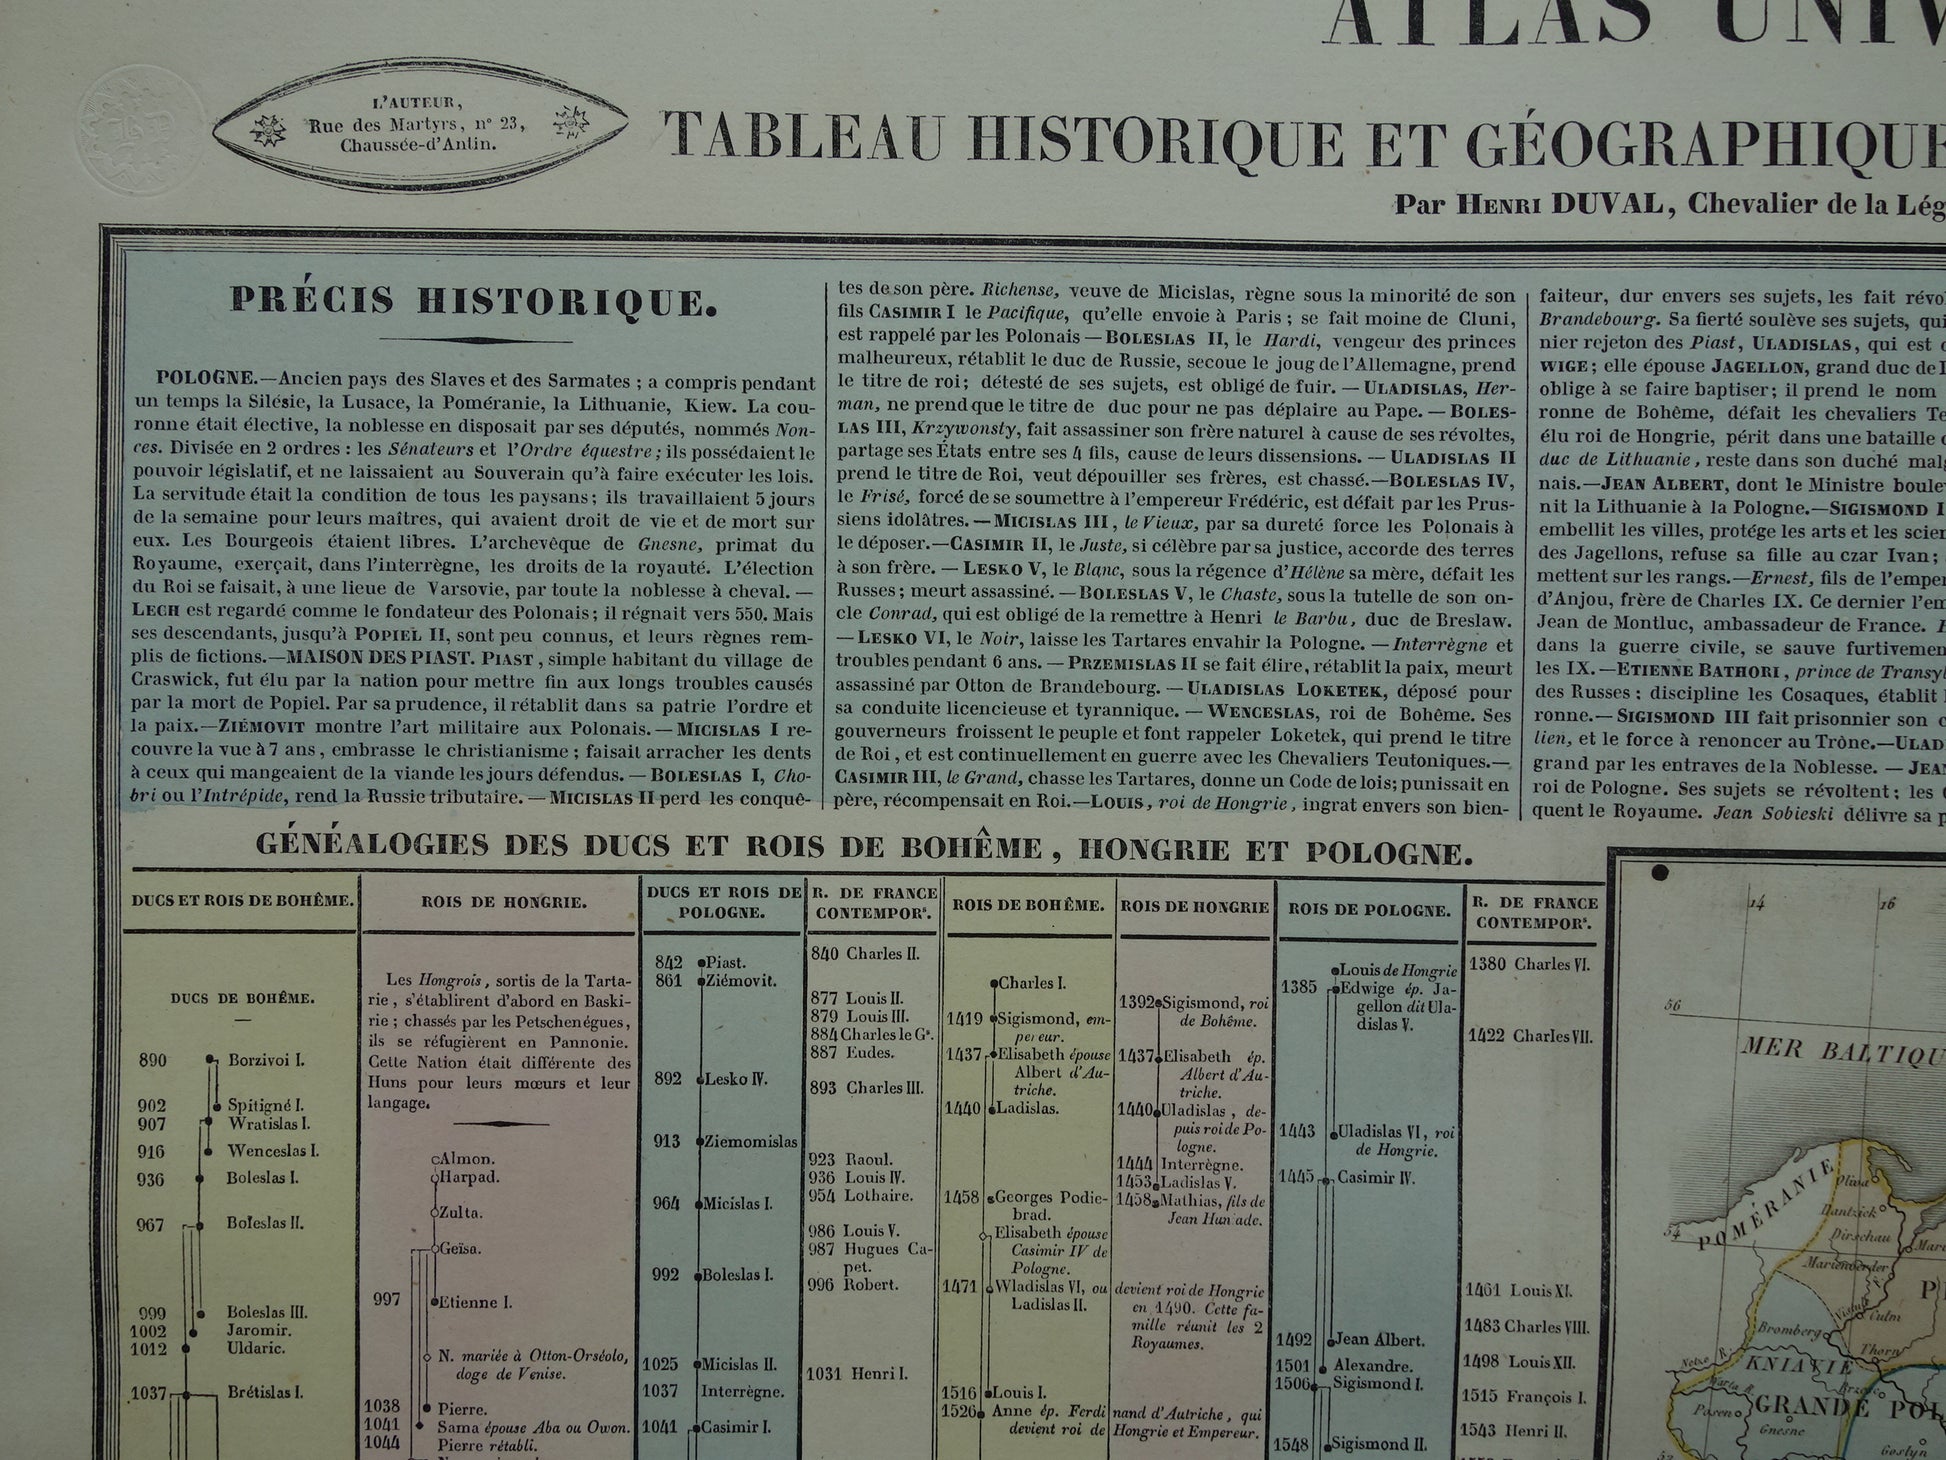 ATLAS UNIV
L'AUTEUR,
Rue des Martyrs, n° 23,
Chaussée-d'Antin.
TABLEAU HISTORIQUE ET GÉOGRAPHIQUE
Par HENRI DUVAL, Chevalier de la Lég
PRÉCIS HISTORIQUE.
POLOGNE.—Ancien pays des Slaves et des Sarmates ; a compris pendant
un temps la Silésie, la Lusace, la Poméranie, la Lithuanie, Kiew. La cou-
ronne était élective, la noblesse en disposait par ses députés, nommés Non-
ces. Divisée en 2 ordres : les Sénateurs et l'Ordre équestre ; ils possédaient le
pouvoir législatif, et ne laissaient au Souverain qu'à faire exécuter les lois.
La servitude était la condition de tous les paysans ; ils travaillaient 5 jours
de la semaine pour leurs maîtres, qui avaient droit de vie et de mort sur
eux. Les Bourgeois étaient libres. L'archevêque de Gnesne, primat du
Royaume, exerçait, dans l'interrègne, les droits de la royauté. L'élection
du Roi se faisait, à une lieue de Varsovie, par toute la noblesse à cheval. —
LECH est regardé comme le fondateur des Polonais ; il régnait vers 550. Mais
ses descendants, jusqu'à POPIEL II, sont peu connus, et leurs règnes rem-
plis de fictions.—MAISON DES PIAST. PIAST, simple habitant du village de
Craswick, fut élu par la nation pour mettre fin aux longs troubles causés
par la mort de Popiel. Par sa prudence, il rétablit dans sa patrie l'ordre et
la paix.—ZIÉMOVIT montre l'art militaire aux Polonais. — MICISLAS I re-
couvre la vue à 7 ans, embrasse le christianisme ; faisait arracher les dents
à ceux qui mangeaient de la viande les jours défendus. — BOLESLAS I, Cho-
bri ou l'Intrépide, rend la Russie tributaire. — MICISLAS II perd les conquê-
tes de son père. Richense, veuve de Micislas, règne sous la minorité de son
fils CASIMIR I le Pacifique, qu'elle envoie à Paris ; se fait moine de Cluni,
est rappelé par les Polonais — BOLESLAS II, le Hardi, vengeur des princes
malheureux, rétablit le duc de Russie, secoue le joug de l'Allemagne, prend
le titre de roi ; détesté de ses sujets, est obligé de fuir. — ULADISLAS, Her-
man, ne prend que le titre de duc pour ne pas déplaire au Pape. — BOLES-
LAS III, Krzywonsty, fait assassiner son frère naturel à cause de ses révoltes,
partage ses États entre ses 4 fils, cause de leurs dissensions. — ULADISLAS II
prend le titre de Roi, veut dépouiller ses frères, est chassé.—BOLESLAS IV,
le Frisé, forcé de se soumettre à l'empereur Frédéric, est défait par les Prus-
siens idolâtres. — MICISLAS III, le Vieux, par sa dureté force les Polonais à
le déposer.—CASIMIR II, le Juste, si célèbre par sa justice, accorde des terres
à son frère. — LESKO V, le Blanc, sous la régence d'Hélène sa mère, défait les
Russes ; meurt assassiné. — BOLESLAS V, le Chaste, sous la tutelle de son on-
cle Conrad, qui est obligé de la remettre à Henri le Barbu, duc de Breslaw.
— LESKO VI, le Noir, laisse les Tartares envahir la Pologne. — Interrègne et
troubles pendant 6 ans. — PRZEMISLAS II se fait élire, rétablit la paix, meurt
assassiné par Otton de Brandebourg. — ULADISLAS LOKETEK, déposé pour
sa conduite licencieuse et tyrannique. — WENCESLAS, roi de Bohême. Ses
gouverneurs froissent le peuple et font rappeler Loketek, qui prend le titre
de Roi, et est continuellement en guerre avec les Chevaliers Teutoniques.—
CASIMIR III, le Grand, chasse les Tartares, donne un Code de lois ; punissait en
père, récompensait en Roi.—LOUIS, roi de Hongrie, ingrat envers son bien-
faiteur, dur envers ses sujets, les fait révo
Brandebourg. Sa fierté soulève ses sujets, qui
nier rejeton des Piast, ULADISLAS, qui est
WIGE ; elle épouse JAGELLON, grand duc de
oblige à se faire baptiser ; il prend le nom
ronne de Bohême, défait les chevaliers Te
élu roi de Hongrie, périt dans une bataille
duc de Lithuanie, reste dans son duché mal
nais.—JEAN ALBERT, dont le Ministre boule
nit la Lithuanie à la Pologne.—SIGISMOND I
embellit les villes, protége les arts et les scien
des Jagellons, refuse sa fille au czar Ivan ;
mettent sur les rangs.—Ernest, fils de l'empe
d'Anjou, frère de Charles IX. Ce dernier l'em
Jean de Montluc, ambassadeur de France.
dans la guerre civile, se sauve furtivemen
les IX.—ETIENNE BATHORI, prince de Transyl
des Russes ; discipline les Cosaques, établit
ronne.— SIGISMOND III fait prisonnier son
lien, et le force à renoncer au Trône.—ULAD
grand par les entraves de la Noblesse. — JEAN
roi de Pologne. Ses sujets se révoltent ; les
quent le Royaume. Jean Sobieski délivre sa p
GÉNÉALOGIES DES DUCS ET ROIS DE BOHÊME, HONGRIE ET POLOGNE.
DUCS ET ROIS DE BOHÊME.
DUCS DE BOHÊME.
890 Borzivoi I.
902 Spitigné I.
907 Wratislas I.
916 Wenceslas I.
936 Boleslas I.
967 Boleslas II.
999 Boleslas III.
1002 Jaromir.
1012 Uldaric.
1037 Brétislas I.
ROIS DE HONGRIE.
Les Hongrois, sortis de la Tarta-
rie, s'établirent d'abord en Baski-
rie ; chassés par les Petschenégues,
ils se réfugièrent en Pannonie.
Cette Nation était différente des
Huns pour leurs mœurs et leur
langage.
Almon.
Harpad.
Zulta.
Geïsa.
997 Etienne I.
N. mariée à Otton-Orséolo,
doge de Venise.
1038 Pierre.
1041 Sama épouse Aba ou Owon.
1044 Pierre rétabli.
DUCS ET ROIS DE
POLOGNE.
842 Piast.
861 Ziémovit.
892 Lesko IV.
913 Ziemomislas
964 Micislas I.
992 Boleslas I.
1025 Micislas II.
1037 Interrègne.
1041 Casimir I.
R. DE FRANCE
CONTEMPORs.
840 Charles II.
877 Louis II.
879 Louis III.
884 Charles le Gs.
887 Eudes.
893 Charles III.
923 Raoul.
936 Louis IV.
954 Lothaire.
986 Louis V.
987 Hugues Ca-
pet.
996 Robert.
1031 Henri I.
ROIS DE BOHÊME.
Charles I.
1419 Sigismond, em-
pereur.
1437 Elisabeth épouse
Albert d'Au-
triche.
1440 Ladislas.
1458 Georges Podie-
brad.
Elisabeth épouse
Casimir IV de
Pologne.
1471 Wladislas VI, ou
Ladislas II.
1516 Louis I.
1526 Anne ép. Ferdi
devient roi de
ROIS DE HONGRIE
1392 Sigismond, roi
de Bohême.
1437 Elisabeth ép.
Albert d'Au-
triche.
1440 Uladislas, de-
puis roi de Po-
logne.
1444 Interrègne.
1453 Ladislas V.
1458 Mathias, fils de
Jean Huniade.
devient roi de Hongrie
en 1490. Cette fa-
mille réunit les 2
Royaumes.
nand d'Autriche, qui
Hongrie et Empereur.
ROIS DE POLOGNE.
Louis de Hongrie
1385 Edwige ép. Ja-
gellon dit Ula-
dislas V.
1443 Uladislas VI, roi
de Hongrie.
1445 Casimir IV.
1492 Jean Albert.
1501 Alexandre.
1506 Sigismond I.
1548 Sigismond II.
R. DE FRANCE
CONTEMPORs.
1380 Charles VI.
1422 Charles VII.
1461 Louis XI.
1483 Charles VIII.
1498 Louis XII.
1515 François I.
1543 Henri II.
14
16
56
MER BALTIQU
POMÉRANIE
Oliva
Dantzick
Dirschau
54
Marienwerder
Culm
Bromberg
Thorn
KNIAVIE
GRANDE POL
Posen
Gnesne
Gostyn